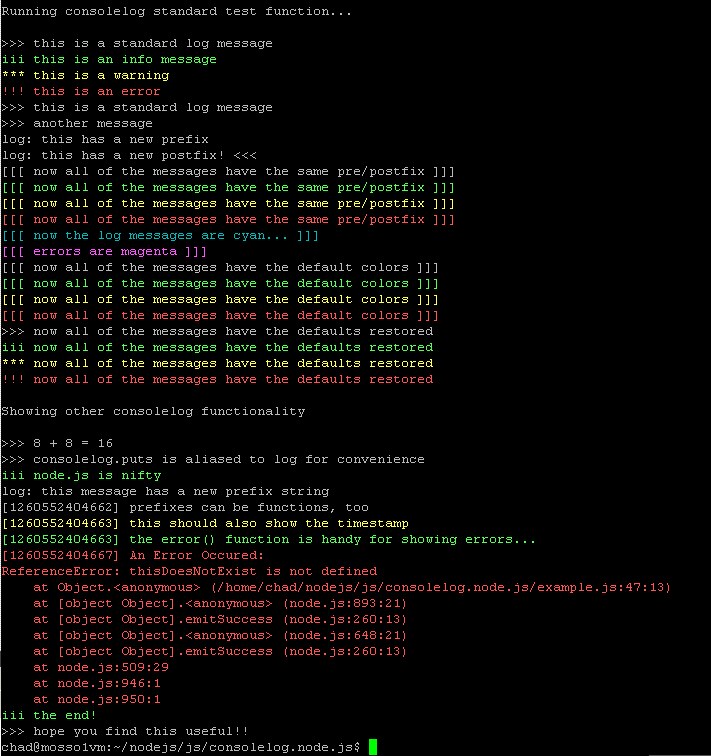 Running consolelog standard test function...

>>> this is a standard log message
iii this is an info message
*** this is a warning
!!! this is an error
>>> this is a standard log message
>>> another message
log: this has a new prefix
log: this has a new postfix! <<<
[[[ now all of the messages have the same pre/postfix ]]]
[[[ now all of the messages have the same pre/postfix ]]]
[[[ now all of the messages have the same pre/postfix ]]]
[[[ now all of the messages have the same pre/postfix ]]]
[[[ now the log messages are cyan... ]]]
[[[ errors are magenta ]]]
[[[ now all of the messages have the default colors ]]]
[[[ now all of the messages have the default colors ]]]
[[[ now all of the messages have the default colors ]]]
[[[ now all of the messages have the default colors ]]]
>>> now all of the messages have the defaults restored
iii now all of the messages have the defaults restored
*** now all of the messages have the defaults restored
!!! now all of the messages have the defaults restored

Showing other consolelog functionality

>>> 8 + 8 = 16
>>> consolelog.puts is aliased to log for convenience
iii node.js is nifty
log: this message has a new prefix string
[1260552404662] prefixes can be functions, too
[1260552404663] this should also show the timestamp
[1260552404663] the error() function is handy for showing errors...
[1260552404667] An Error Occured:
ReferenceError: thisDoesNotExist is not defined
    at Object.<anonymous> (/home/chad/nodejs/js/consolelog.node.js/example.js:47:13)
    at [object Object].<anonymous> (node.js:893:21)
    at [object Object].emitSuccess (node.js:260:13)
    at [object Object].<anonymous> (node.js:648:21)
    at [object Object].emitSuccess (node.js:260:13)
    at node.js:509:29
    at node.js:946:1
    at node.js:950:1
iii the end!
>>> hope you find this useful!!
chad@mosso1vm:~/nodejs/js/consolelog.node.js$